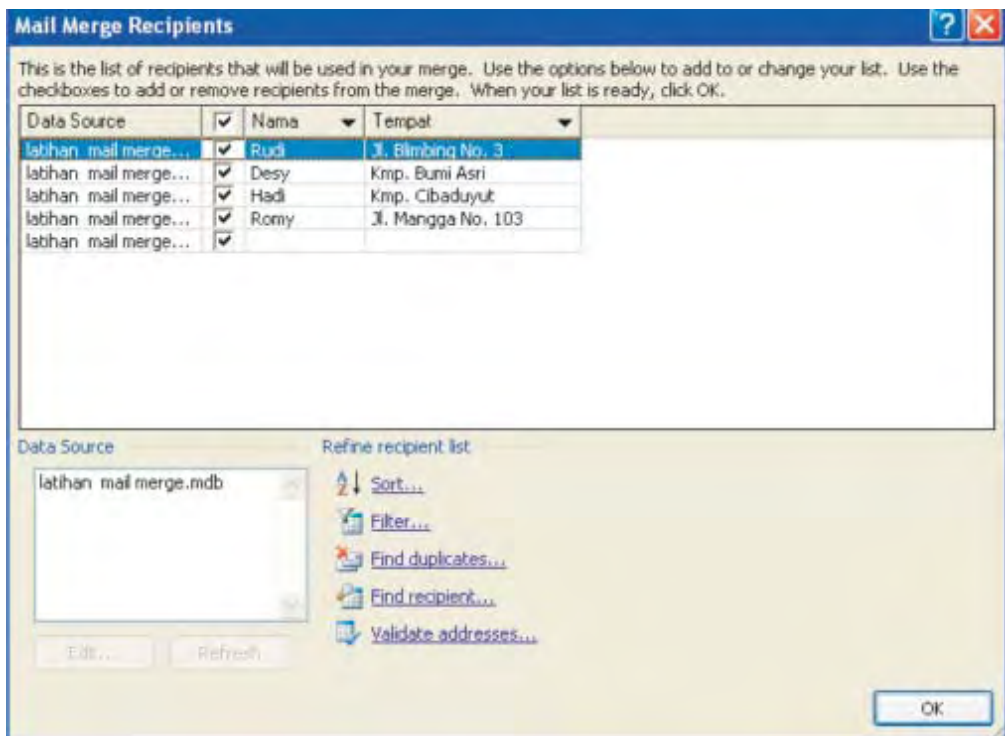 Mail Merge Recipients
This is the list of recipients that will be used in your merge. Use the options below to add to or change your list. Use the
checkboxes to add or remove recipients from the merge. When your list is ready, click OK.
Data Source Nama Tempat
latihan mail merge... Rudi Jl. Blimbing No. 3
latihan mail merge... Desy Kmp. Bumi Asri
latihan mail merge... Hadi Kmp. Cibaduyut
latihan mail merge... Romy Jl. Mangga No. 103
latihan mail merge...
Data Source
latihan mail merge.mdb
Edit... Refresh
Refine recipient list
Sort...
Filter...
Find duplicates...
Find recipient...
Validate addresses...
OK